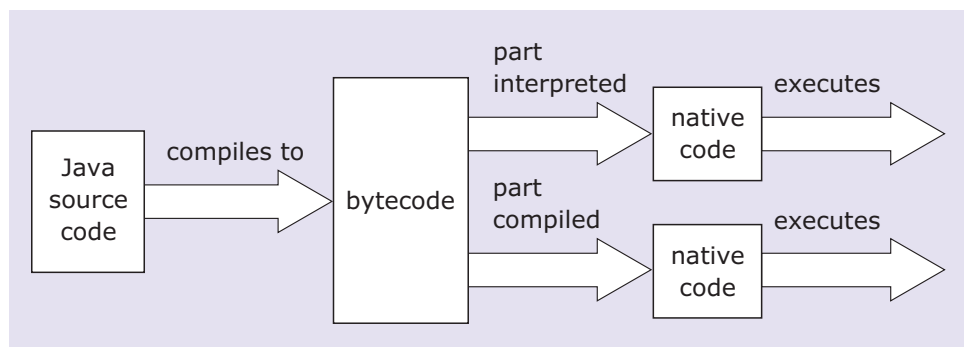 Java
source
code
compiles to
bytecode
part
interpreted
native
code
executes
part
compiled
native
code
executes